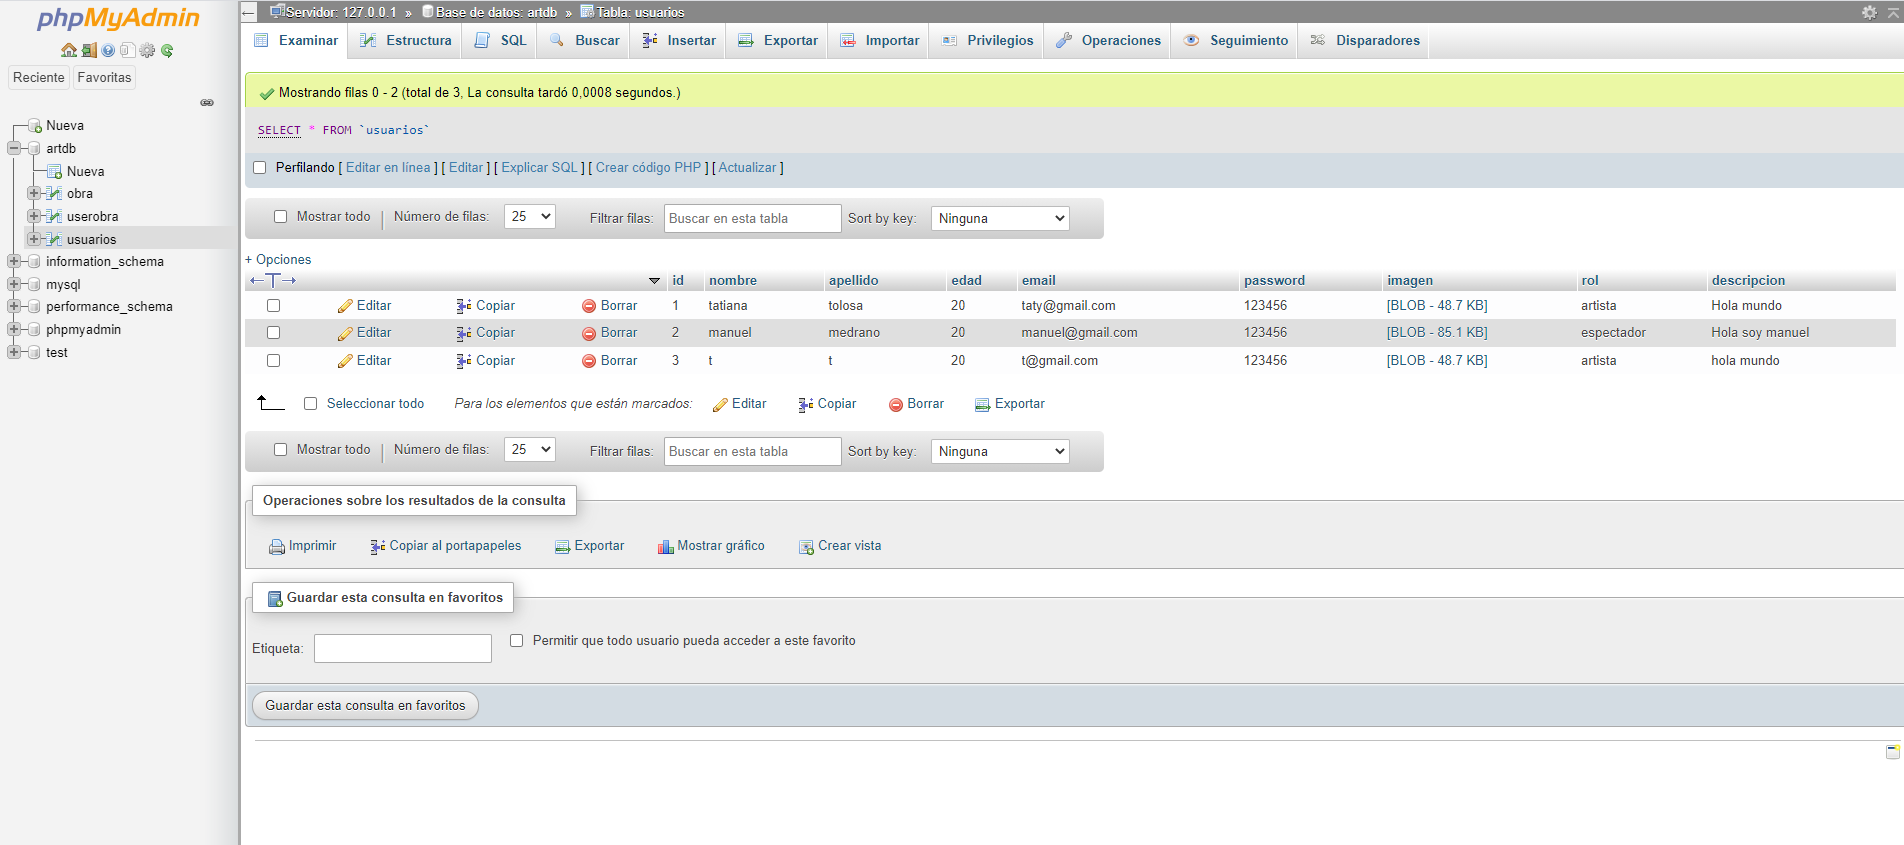 phpMyAdmin
Reciente Favoritas
Nueva
artdb
Nueva
obra
userobra
usuarios
information_schema
mysql
performance_schema
phpmyadmin
test
Servidor: 127.0.0.1 » Base de datos: artdb » Tabla: usuarios
Examinar Estructura SQL Buscar Insertar Exportar Importar Privilegios Operaciones Seguimiento Disparadores
Mostrando filas 0 - 2 (total de 3, La consulta tardó 0,0008 segundos.)
SELECT * FROM `usuarios`
Perfilando [ Editar en línea ] [ Editar ] [ Explicar SQL ] [ Crear código PHP ] [ Actualizar ]
Mostrar todo | Número de filas: 25 Filtrar filas: Buscar en esta tabla Sort by key: Ninguna
+ Opciones
←T→ id nombre apellido edad email password imagen rol descripcion
Editar Copiar Borrar 1 tatiana tolosa 20 taty@gmail.com 123456 [BLOB - 48.7 KB] artista Hola mundo
Editar Copiar Borrar 2 manuel medrano 20 manuel@gmail.com 123456 [BLOB - 85.1 KB] espectador Hola soy manuel
Editar Copiar Borrar 3 t t 20 t@gmail.com 123456 [BLOB - 48.7 KB] artista hola mundo
Seleccionar todo Para los elementos que están marcados: Editar Copiar Borrar Exportar
Mostrar todo | Número de filas: 25 Filtrar filas: Buscar en esta tabla Sort by key: Ninguna
Operaciones sobre los resultados de la consulta
Imprimir Copiar al portapapeles Exportar Mostrar gráfico Crear vista
Guardar esta consulta en favoritos
Etiqueta: Permitir que todo usuario pueda acceder a este favorito
Guardar esta consulta en favoritos